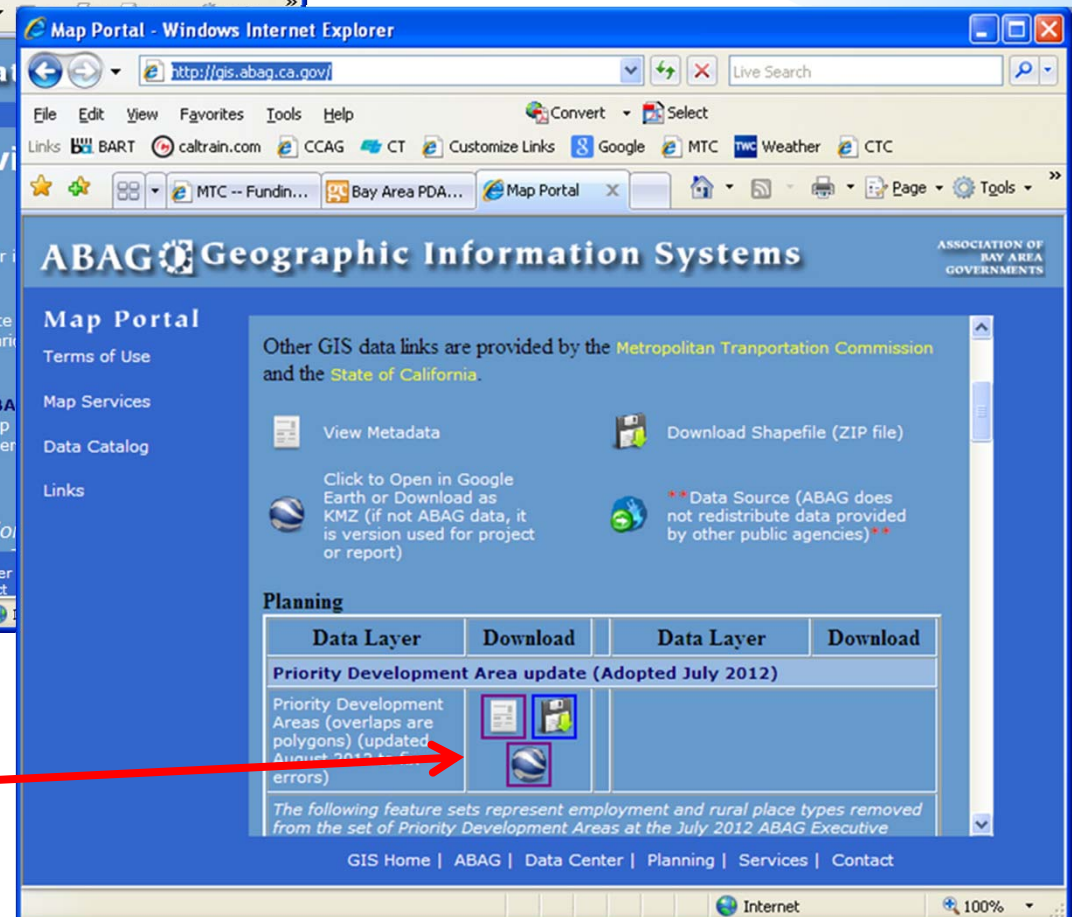 Map Portal - Windows Internet Explorer
http://gis.abag.ca.gov/
Live Search
File Edit View Favorites Tools Help Convert Select
Links BART caltrain.com CCAG CT Customize Links Google MTC TWC Weather CTC
MTC -- Fundin... Bay Area PDA... Map Portal X Page Tools »
ABAG Geographic Information Systems
ASSOCIATION OF
BAY AREA
GOVERNMENTS
Map Portal
Terms of Use
Map Services
Data Catalog
Links
Other GIS data links are provided by the Metropolitan Tranportation Commission
and the State of California.
View Metadata
Download Shapefile (ZIP file)
Click to Open in Google
Earth or Download as
KMZ (if not ABAG data, it
is version used for project
or report)
**Data Source (ABAG does
not redistribute data provided
by other public agencies)**
Planning
Data Layer Download Data Layer Download
Priority Development Area update (Adopted July 2012)
Priority Development
Areas (overlaps are
polygons) (updated
August 2012 to fix
errors)
The following feature sets represent employment and rural place types removed
from the set of Priority Development Areas at the July 2012 ABAG Executive
GIS Home | ABAG | Data Center | Planning | Services | Contact
Internet 100%